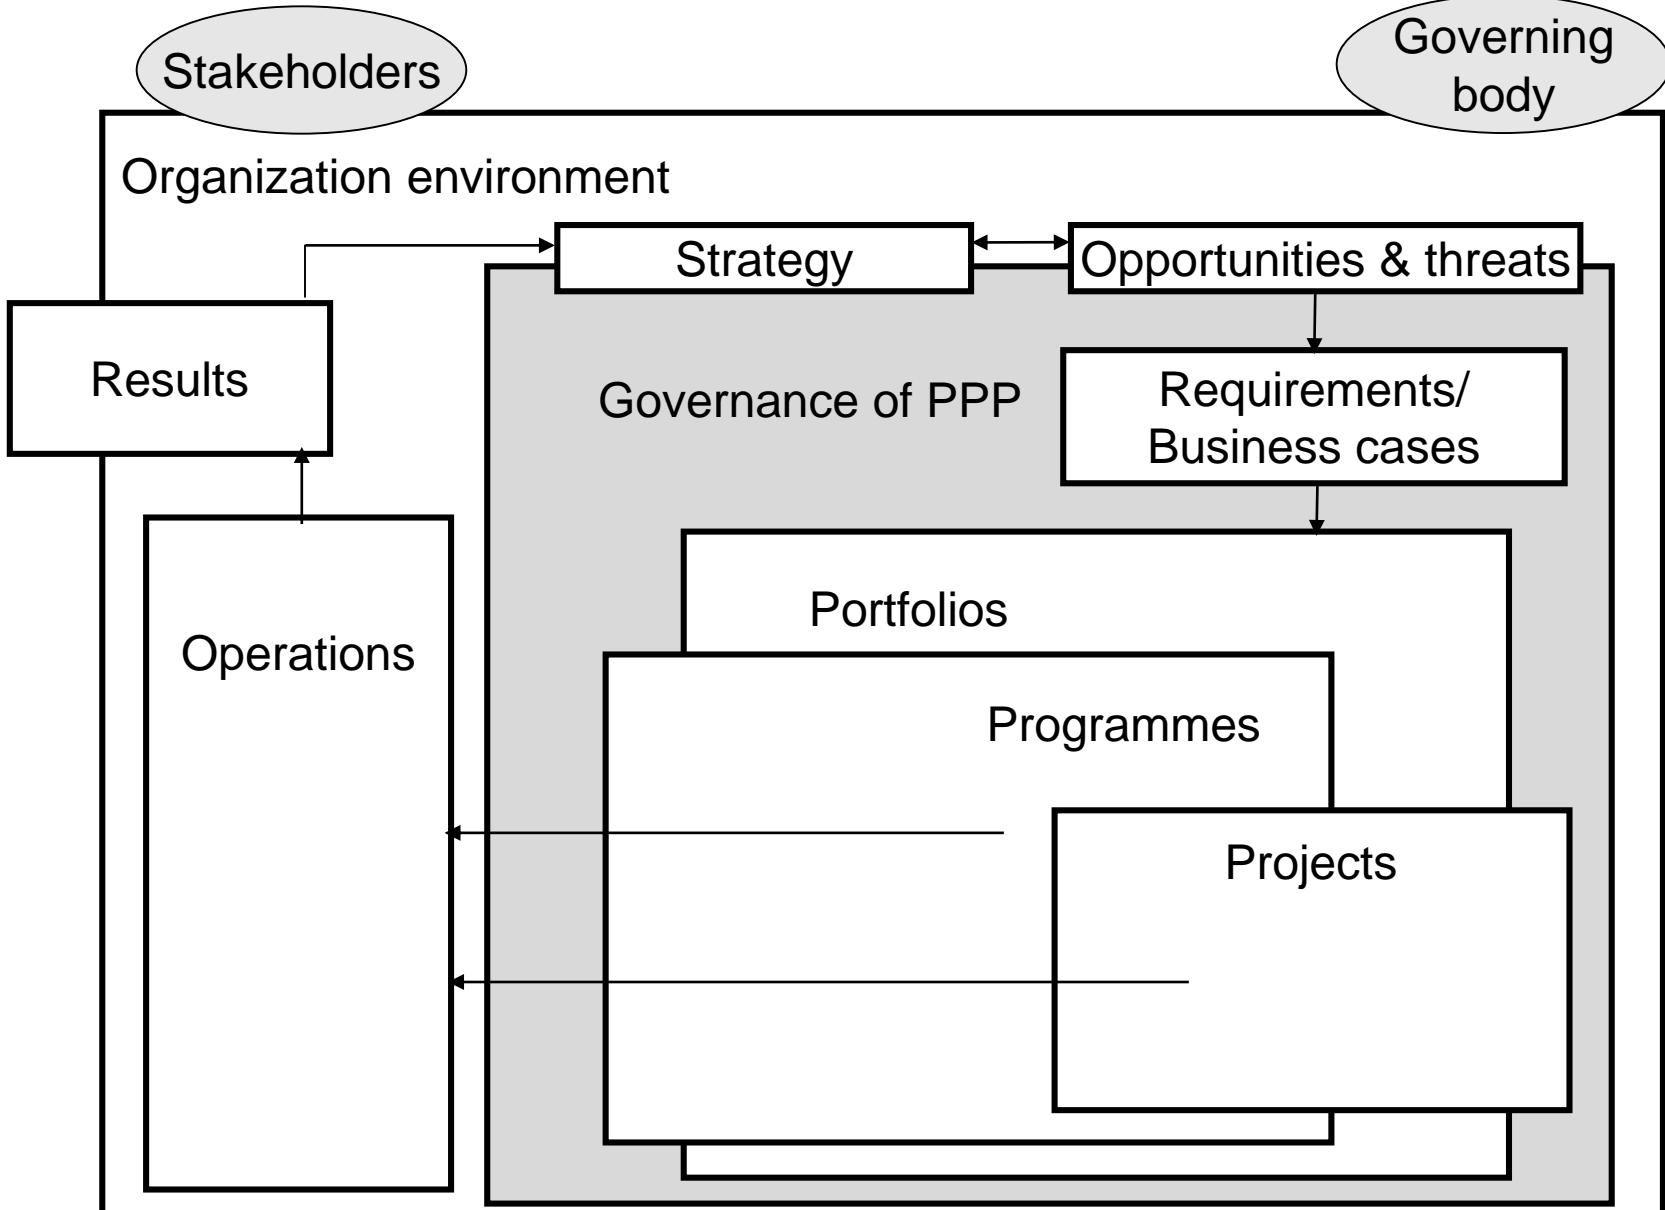 Stakeholders
Governing
body
Organization environment
Strategy
Opportunities & threats
Results
Governance of PPP
Requirements/
Business cases
Portfolios
Operations
Programmes
Projects